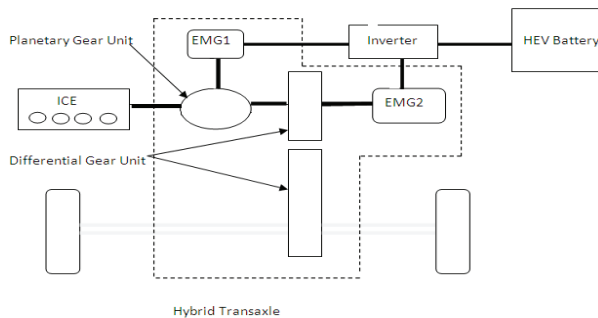 Planetary Gear Unit
EMG1
Inverter
HEV Battery
ICE
EMG2
Differential Gear Unit
Hybrid Transaxle